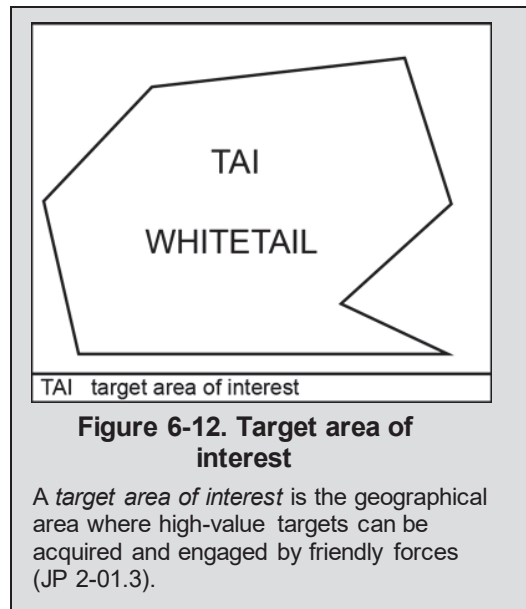 TAI
WHITETAIL
TAI target area of interest
Figure 6-12. Target area of
interest
A target area of interest is the geographical
area where high-value targets can be
acquired and engaged by friendly forces
(JP 2-01.3).